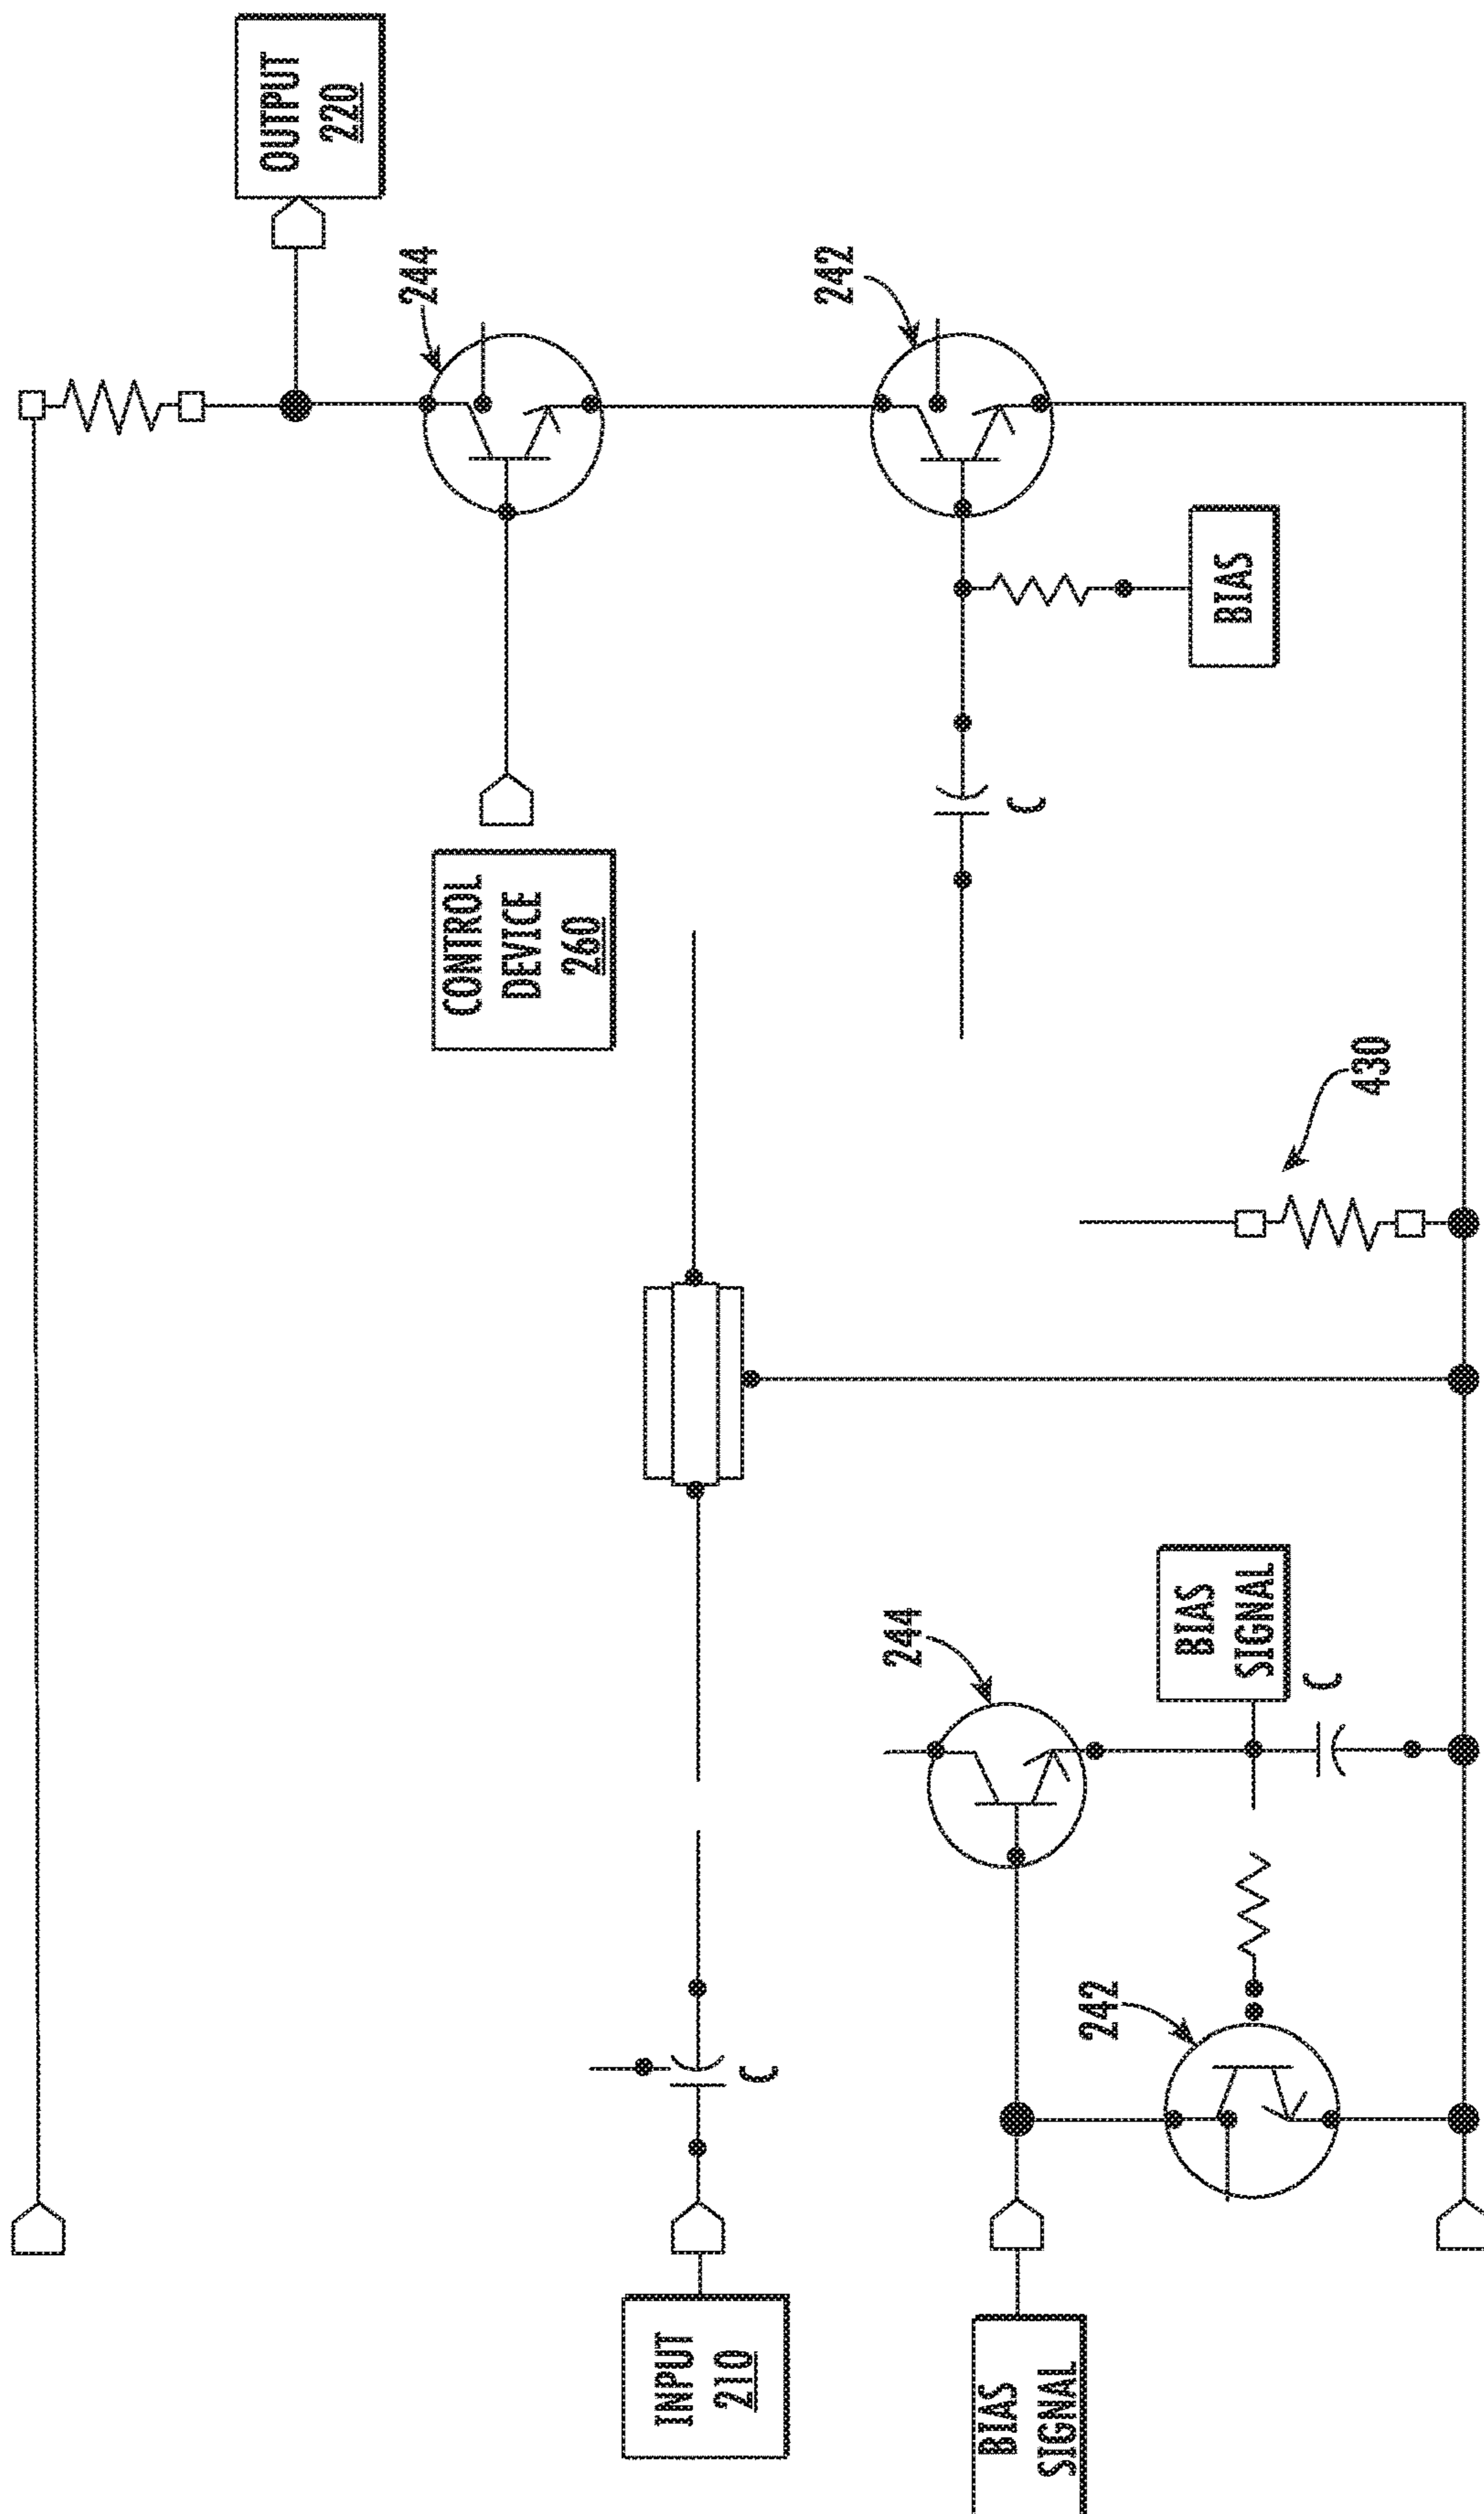 OUTPUT
220
244
242
CONTROL
DEVICE
260
BIAS
C
430
244
BIAS
SIGNAL
C
242
C
INPUT
210
BIAS
SIGNAL